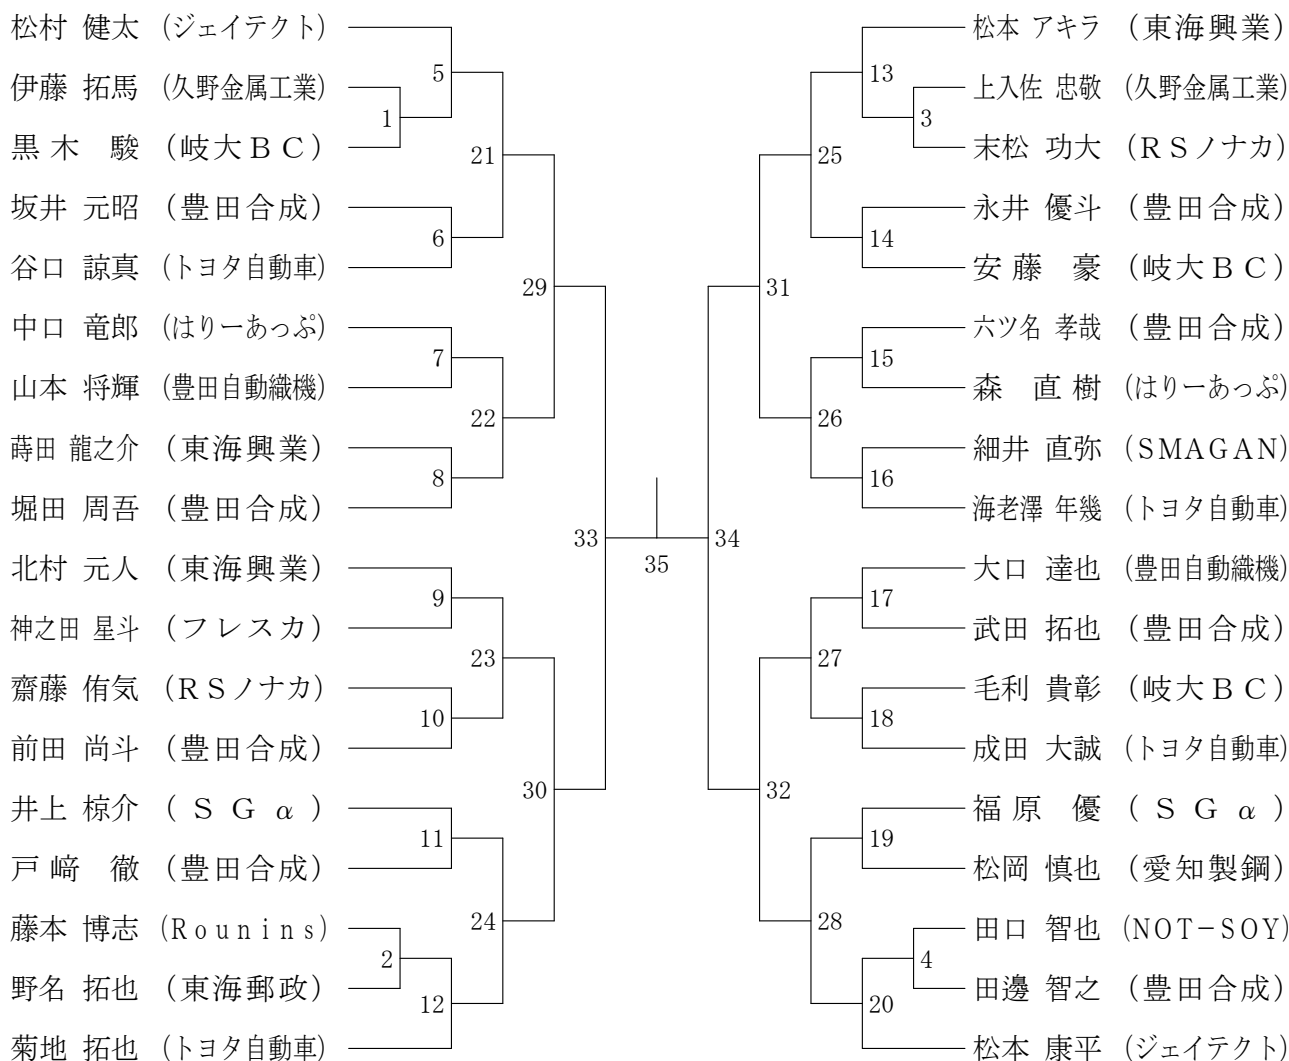 松村 健太 (ジェイテクト)
伊藤 拓馬 (久野金属工業)
黒木 駿 (岐大ＢＣ)
坂井 元昭 (豊田合成)
谷口 諒真 (トヨタ自動車)
中口 竜郎 (はりーあっぷ)
山本 将輝 (豊田自動織機)
蒔田 龍之介 (東海興業)
堀田 周吾 (豊田合成)
北村 元人 (東海興業)
神之田 星斗 (フレスカ)
齋藤 侑気 (ＲＳノナカ)
前田 尚斗 (豊田合成)
井上 椋介 (ＳＧα)
戸﨑 徹 (豊田合成)
藤本 博志 (Rounins)
野名 拓也 (東海郵政)
菊地 拓也 (トヨタ自動車)
1
2
5
6
7
8
9
10
11
12
21
22
23
24
29
30
33
35
34
31
32
25
26
27
28
13
14
15
16
17
18
19
20
3
4
松本 アキラ (東海興業)
上入佐 忠敬 (久野金属工業)
末松 功大 (ＲＳノナカ)
永井 優斗 (豊田合成)
安藤 豪 (岐大ＢＣ)
六ツ名 孝哉 (豊田合成)
森 直樹 (はりーあっぷ)
細井 直弥 (SMAGAN)
海老澤 年幾 (トヨタ自動車)
大口 達也 (豊田自動織機)
武田 拓也 (豊田合成)
毛利 貴彰 (岐大ＢＣ)
成田 大誠 (トヨタ自動車)
福原 優 (ＳＧα)
松岡 慎也 (愛知製鋼)
田口 智也 (NOT−SOY)
田邊 智之 (豊田合成)
松本 康平 (ジェイテクト)